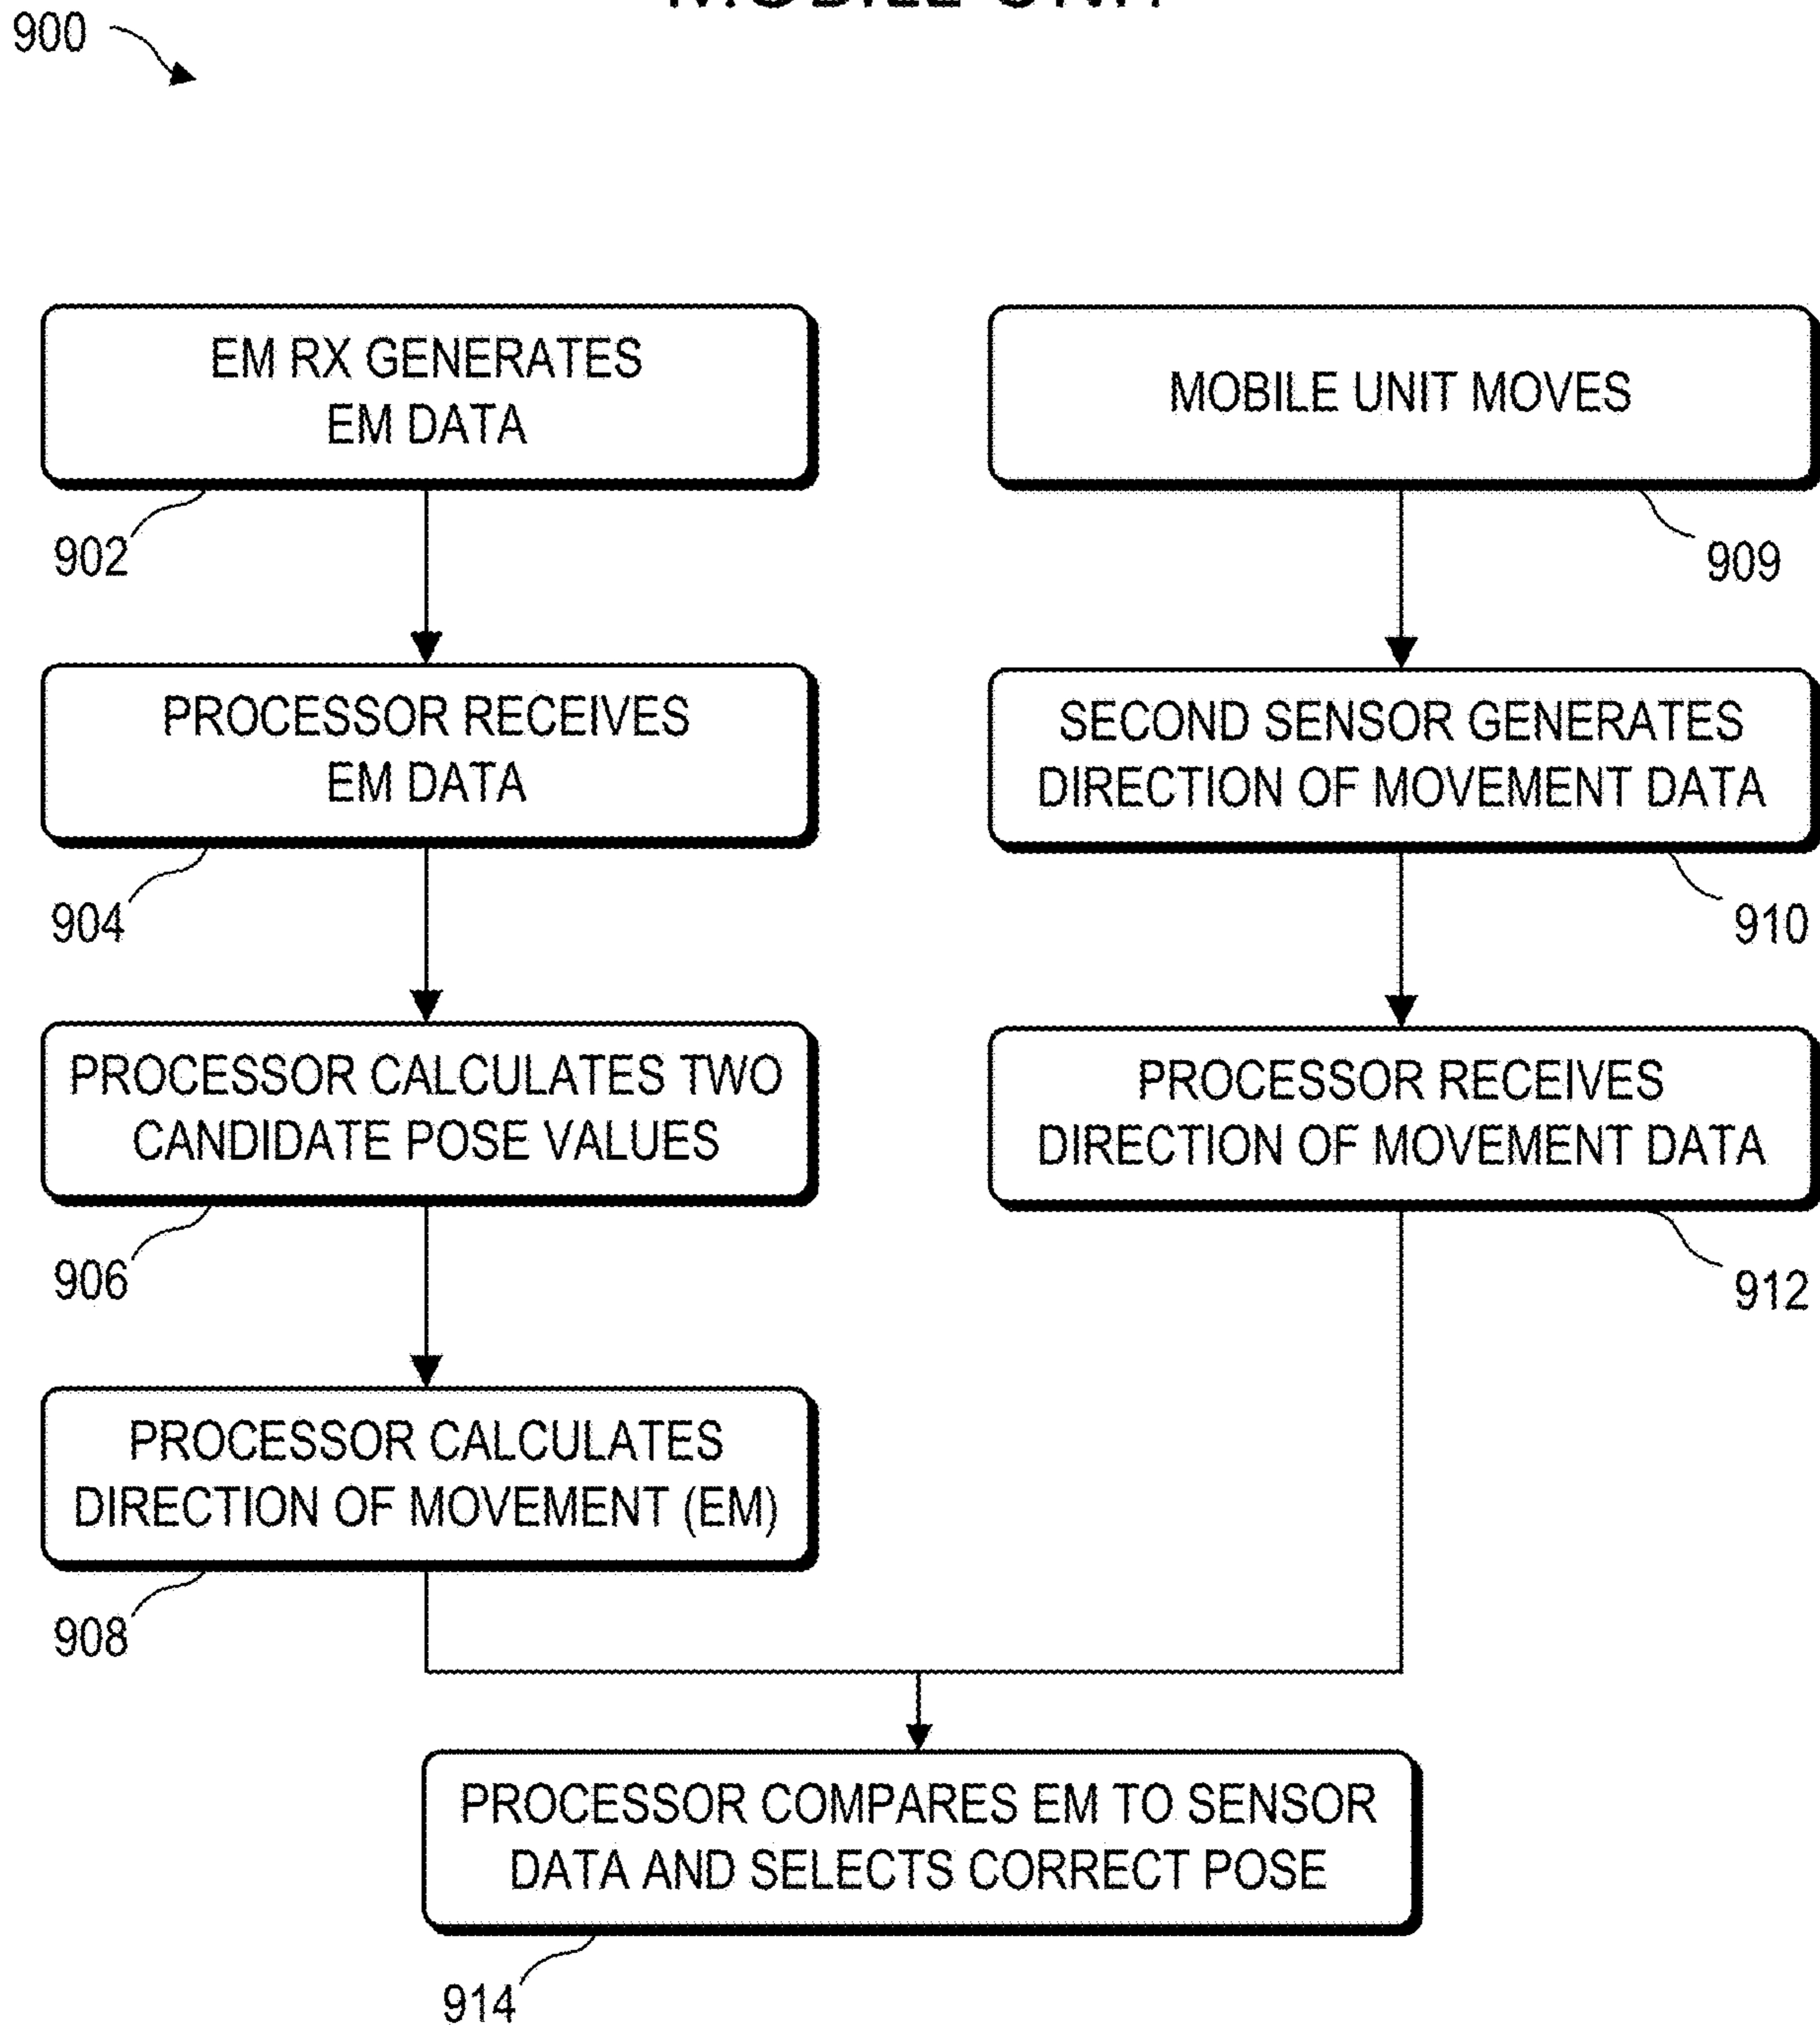 900
EM RX GENERATES
EM DATA
902
MOBILE UNIT MOVES
909
PROCESSOR RECEIVES
EM DATA
904
SECOND SENSOR GENERATES
DIRECTION OF MOVEMENT DATA
910
PROCESSOR CALCULATES TWO
CANDIDATE POSE VALUES
906
PROCESSOR RECEIVES
DIRECTION OF MOVEMENT DATA
912
PROCESSOR CALCULATES
DIRECTION OF MOVEMENT (EM)
908
PROCESSOR COMPARES EM TO SENSOR
DATA AND SELECTS CORRECT POSE
914